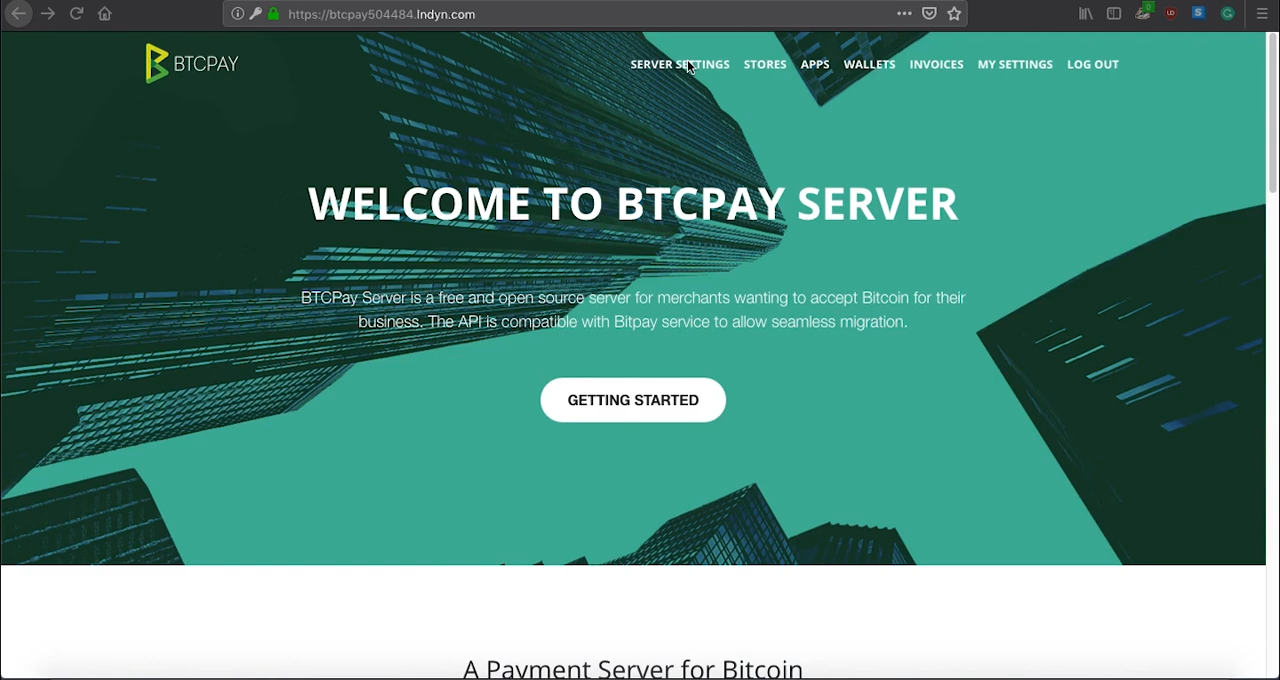 https://btcpay504484.lndyn.com
BTCPAY
SERVER SETTINGS STORES APPS WALLETS INVOICES MY SETTINGS LOG OUT
WELCOME TO BTCPAY SERVER
BTCPay Server is a free and open source server for merchants wanting to accept Bitcoin for their
business. The API is compatible with Bitpay service to allow seamless migration.
GETTING STARTED
A Payment Server for Bitcoin